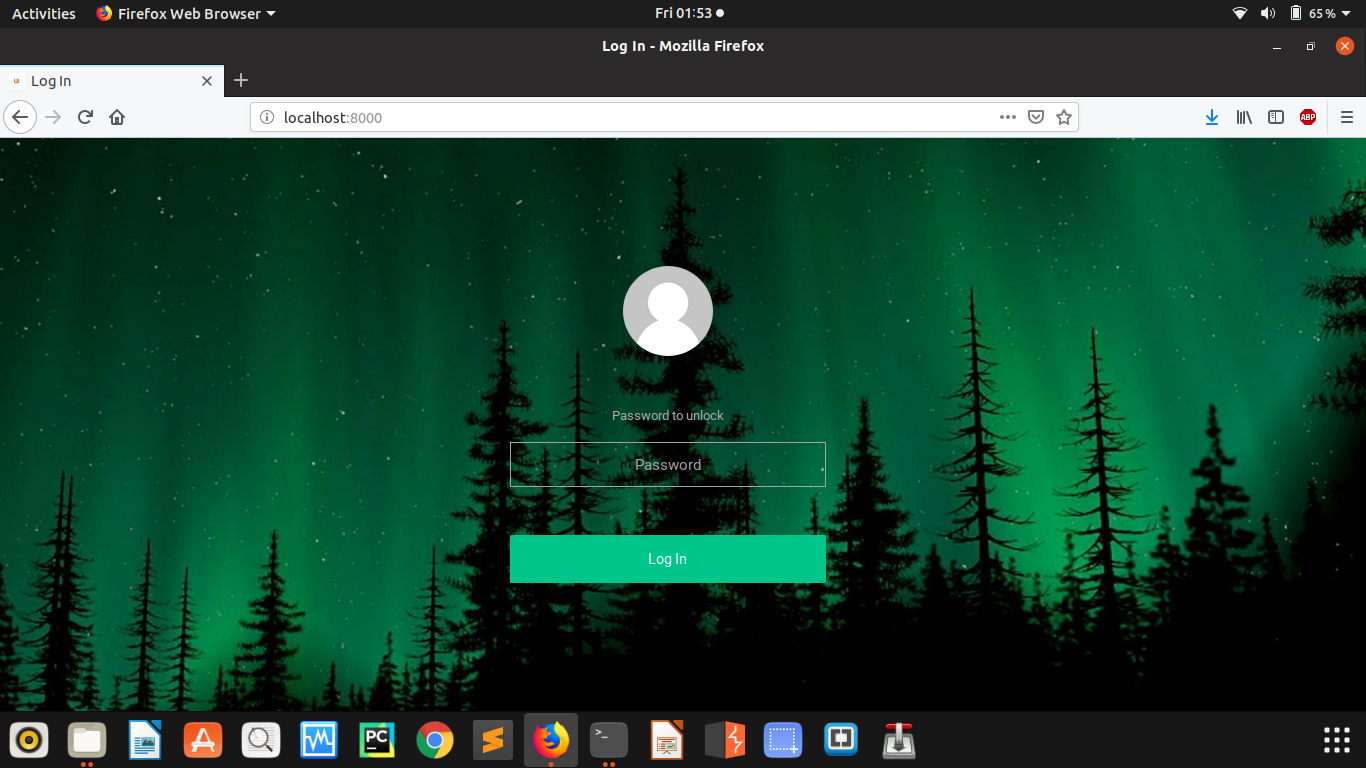 Activities
Firefox Web Browser
Fri 01:53
65 %
Log In - Mozilla Firefox
UI
Log In
localhost:8000
ABP
Password to unlock
Password
Log In
PC
>_